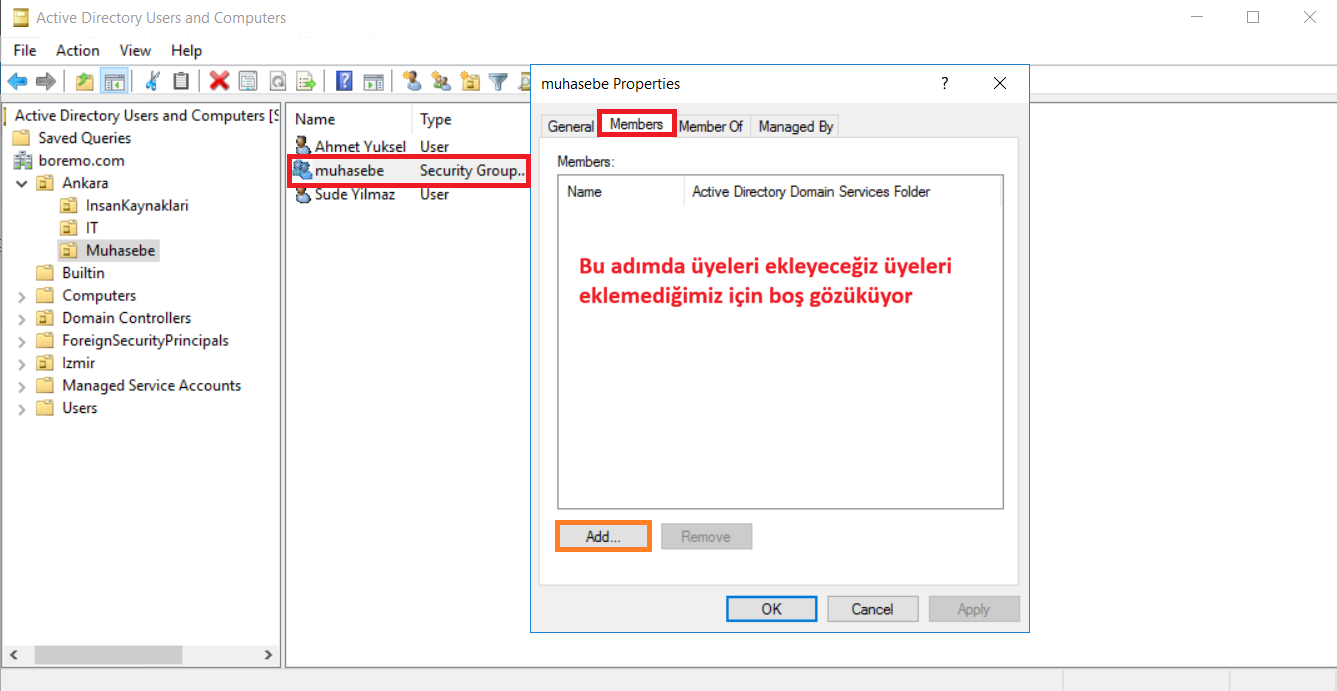 Active Directory Users and Computers
File Action View Help
Active Directory Users and Computers [S
Saved Queries
boremo.com
Ankara
InsanKaynaklari
IT
Muhasebe
Builtin
Computers
Domain Controllers
ForeignSecurityPrincipals
Izmir
Managed Service Accounts
Users
Name Type
Ahmet Yuksel User
muhasebe Security Group...
Sude Yilmaz User
muhasebe Properties
General Members Member Of Managed By
Members:
Name Active Directory Domain Services Folder
Bu adımda üyeleri ekleyeceğiz üyeleri
eklemediğimiz için boş gözüküyor
Add... Remove
OK Cancel Apply